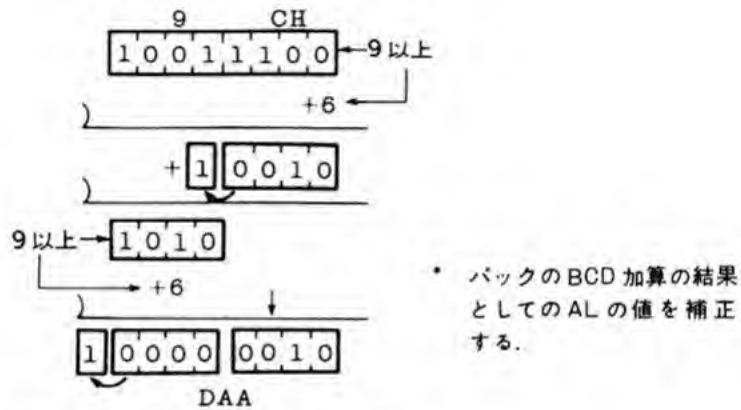 9 CH
10011100 ←9以上
+6
+ 1 0010
9以上→ 1010
→ +6
1 0000 0010
DAA
• パックのBCD加算の結果
としてのALの値を補正
する.